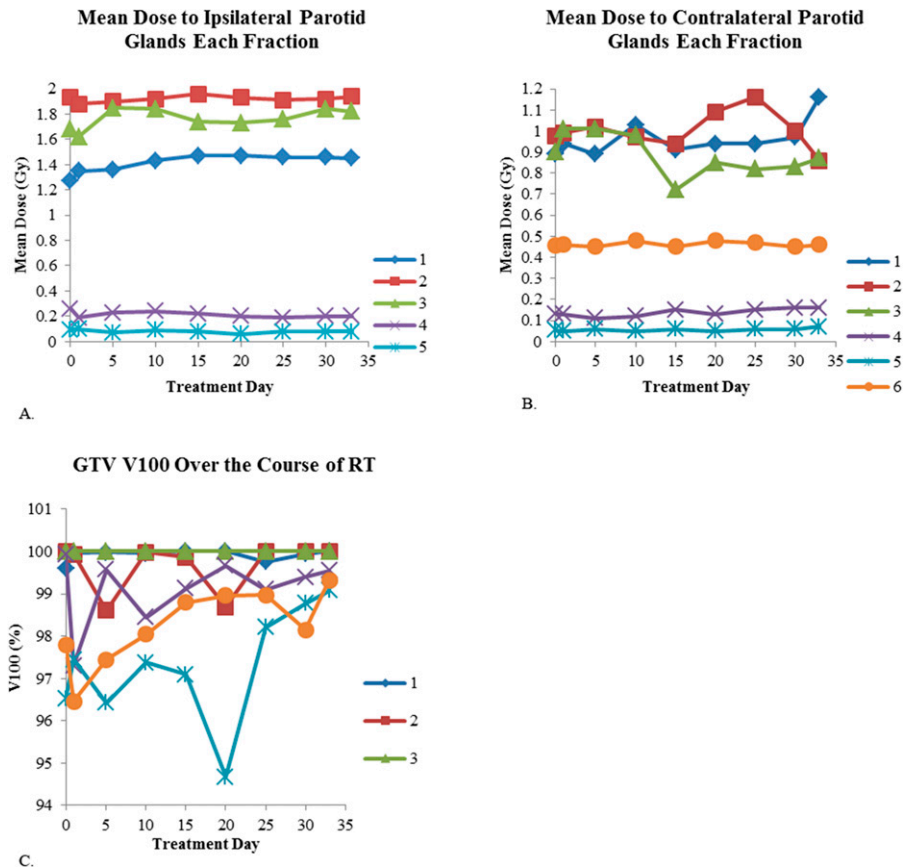 Mean Dose to Ipsilateral Parotid
Glands Each Fraction
2
1.8
1.6
1.4
1.2
1
0.8
0.6
0.4
0.2
0
Mean Dose (Gy)
0 5 10 15 20 25 30 35
Treatment Day
1
2
3
4
5
A.
Mean Dose to Contralateral Parotid
Glands Each Fraction
1.2
1.1
1
0.9
0.8
0.7
0.6
0.5
0.4
0.3
0.2
0.1
0
Mean Dose (Gy)
0 5 10 15 20 25 30 35
Treatment Day
1
2
3
4
5
6
B.
GTV V100 Over the Course of RT
101
100
99
98
97
96
95
94
V100 (%)
0 5 10 15 20 25 30 35
Treatment Day
1
2
3
C.